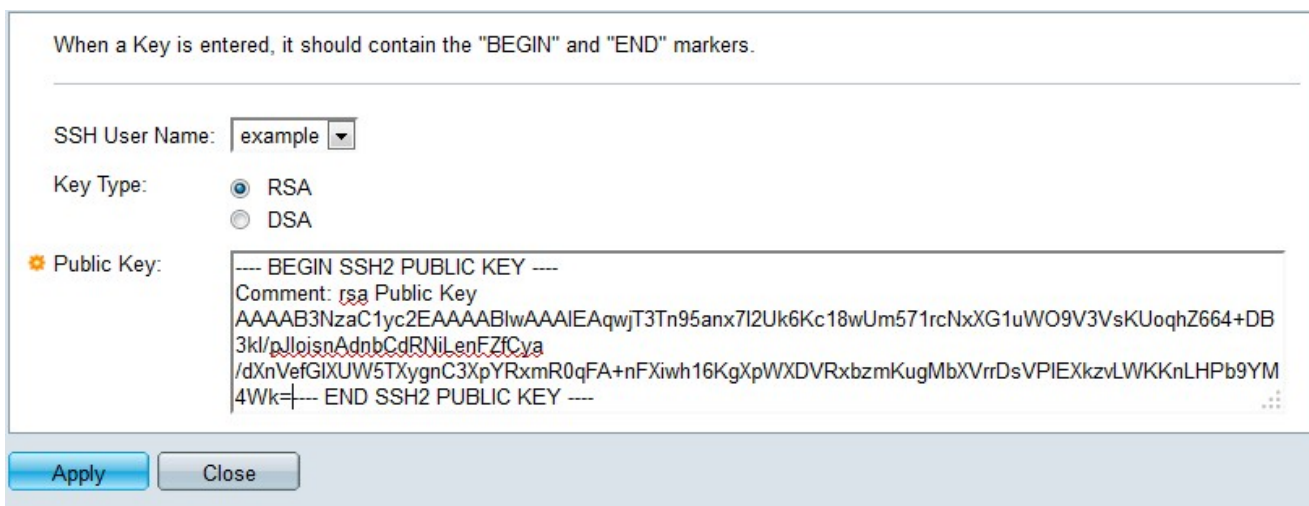 When a Key is entered, it should contain the "BEGIN" and "END" markers.
SSH User Name: example
Key Type: RSA
DSA
Public Key:
---- BEGIN SSH2 PUBLIC KEY ----
Comment: rsa Public Key
AAAAB3NzaC1yc2EAAAABIwAAAIEAqwjT3Tn95anx7I2Uk6Kc18wUm571rcNxXG1uWO9V3VsKUoqhZ664+DB
3kI/pJloisnAdnbCdRNiLenFZfCya
/dXnVefGlXUW5TXygnC3XpYRxmR0qFA+nFXiwh16KgXpWXDVRxbzmKugMbXVrrDsVPIEXkzvLWKKnLHPb9YM
4Wk=---- END SSH2 PUBLIC KEY ----
Apply Close